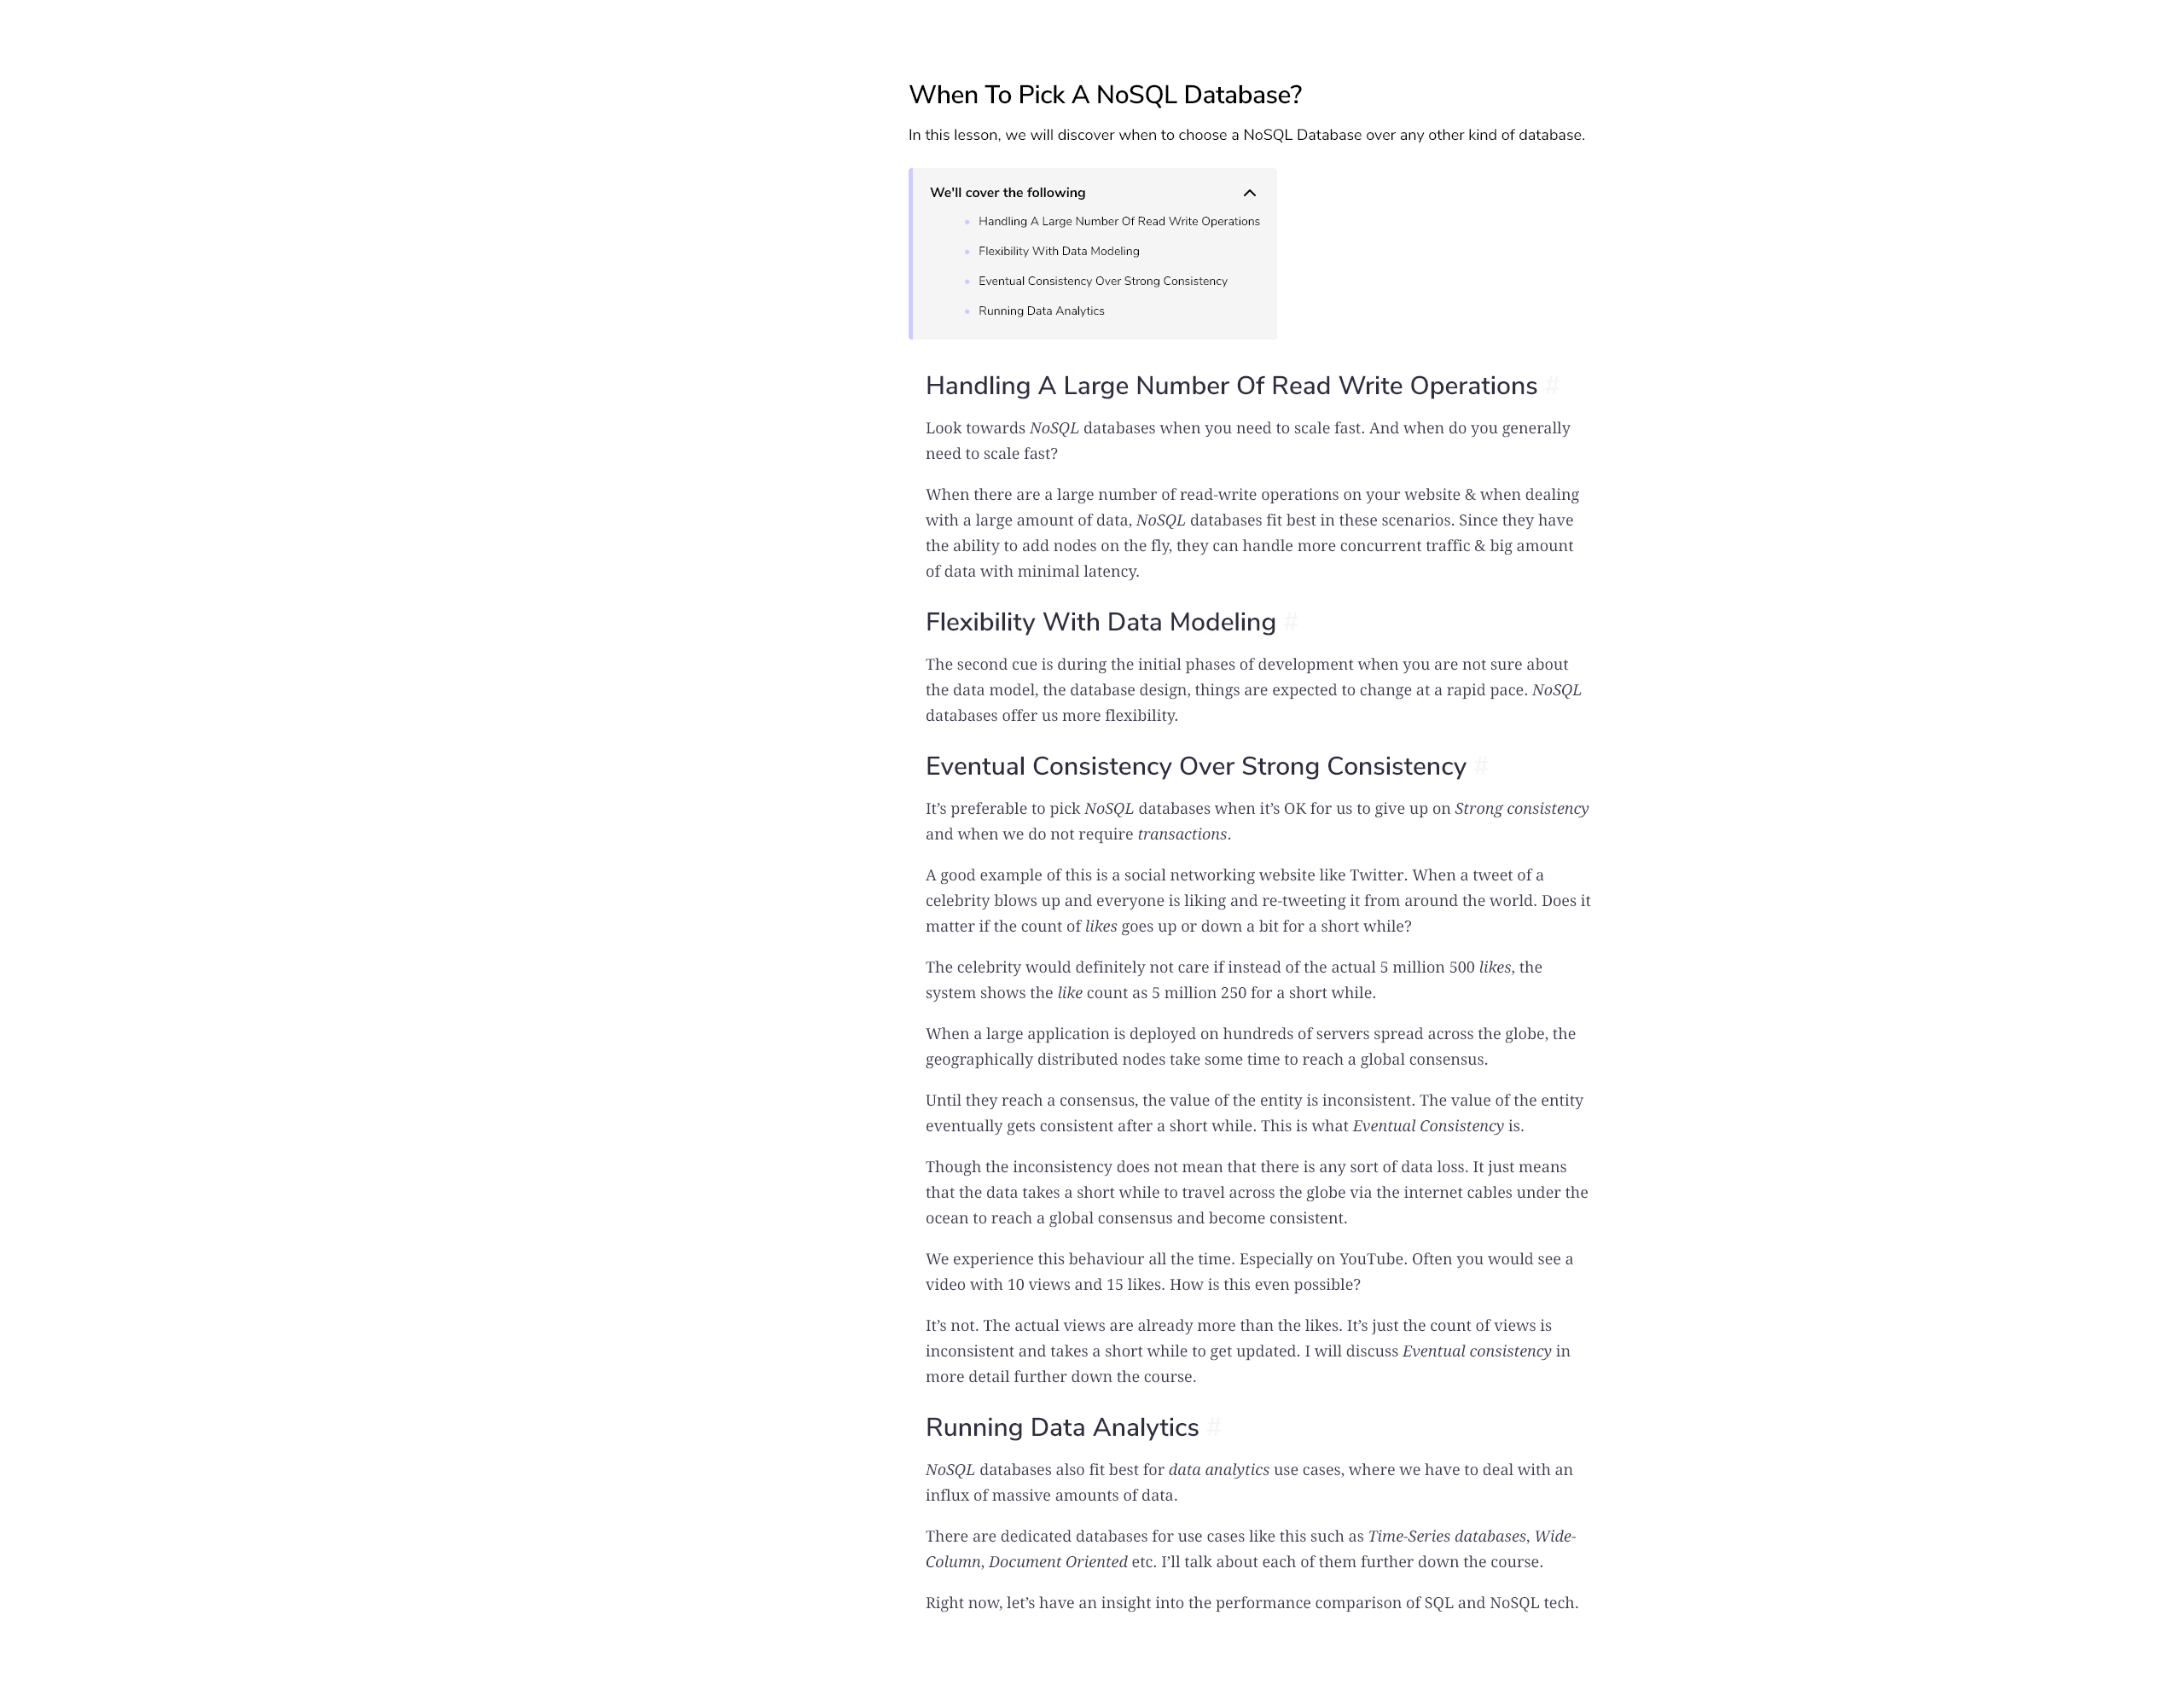 When To Pick A NoSQL Database?
In this lesson, we will discover when to choose a NoSQL Database over any other kind of database.
We'll cover the following
Handling A Large Number Of Read Write Operations
Flexibility With Data Modeling
Eventual Consistency Over Strong Consistency
Running Data Analytics
Handling A Large Number Of Read Write Operations #
Look towards NoSQL databases when you need to scale fast. And when do you generally
need to scale fast?
When there are a large number of read-write operations on your website & when dealing
with a large amount of data, NoSQL databases fit best in these scenarios. Since they have
the ability to add nodes on the fly, they can handle more concurrent traffic & big amount
of data with minimal latency.
Flexibility With Data Modeling #
The second cue is during the initial phases of development when you are not sure about
the data model, the database design, things are expected to change at a rapid pace. NoSQL
databases offer us more flexibility.
Eventual Consistency Over Strong Consistency #
It’s preferable to pick NoSQL databases when it’s OK for us to give up on Strong consistency
and when we do not require transactions.
A good example of this is a social networking website like Twitter. When a tweet of a
celebrity blows up and everyone is liking and re-tweeting it from around the world. Does it
matter if the count of likes goes up or down a bit for a short while?
The celebrity would definitely not care if instead of the actual 5 million 500 likes, the
system shows the like count as 5 million 250 for a short while.
When a large application is deployed on hundreds of servers spread across the globe, the
geographically distributed nodes take some time to reach a global consensus.
Until they reach a consensus, the value of the entity is inconsistent. The value of the entity
eventually gets consistent after a short while. This is what Eventual Consistency is.
Though the inconsistency does not mean that there is any sort of data loss. It just means
that the data takes a short while to travel across the globe via the internet cables under the
ocean to reach a global consensus and become consistent.
We experience this behaviour all the time. Especially on YouTube. Often you would see a
video with 10 views and 15 likes. How is this even possible?
It’s not. The actual views are already more than the likes. It’s just the count of views is
inconsistent and takes a short while to get updated. I will discuss Eventual consistency in
more detail further down the course.
Running Data Analytics #
NoSQL databases also fit best for data analytics use cases, where we have to deal with an
influx of massive amounts of data.
There are dedicated databases for use cases like this such as Time-Series databases, Wide-
Column, Document Oriented etc. I’ll talk about each of them further down the course.
Right now, let’s have an insight into the performance comparison of SQL and NoSQL tech.